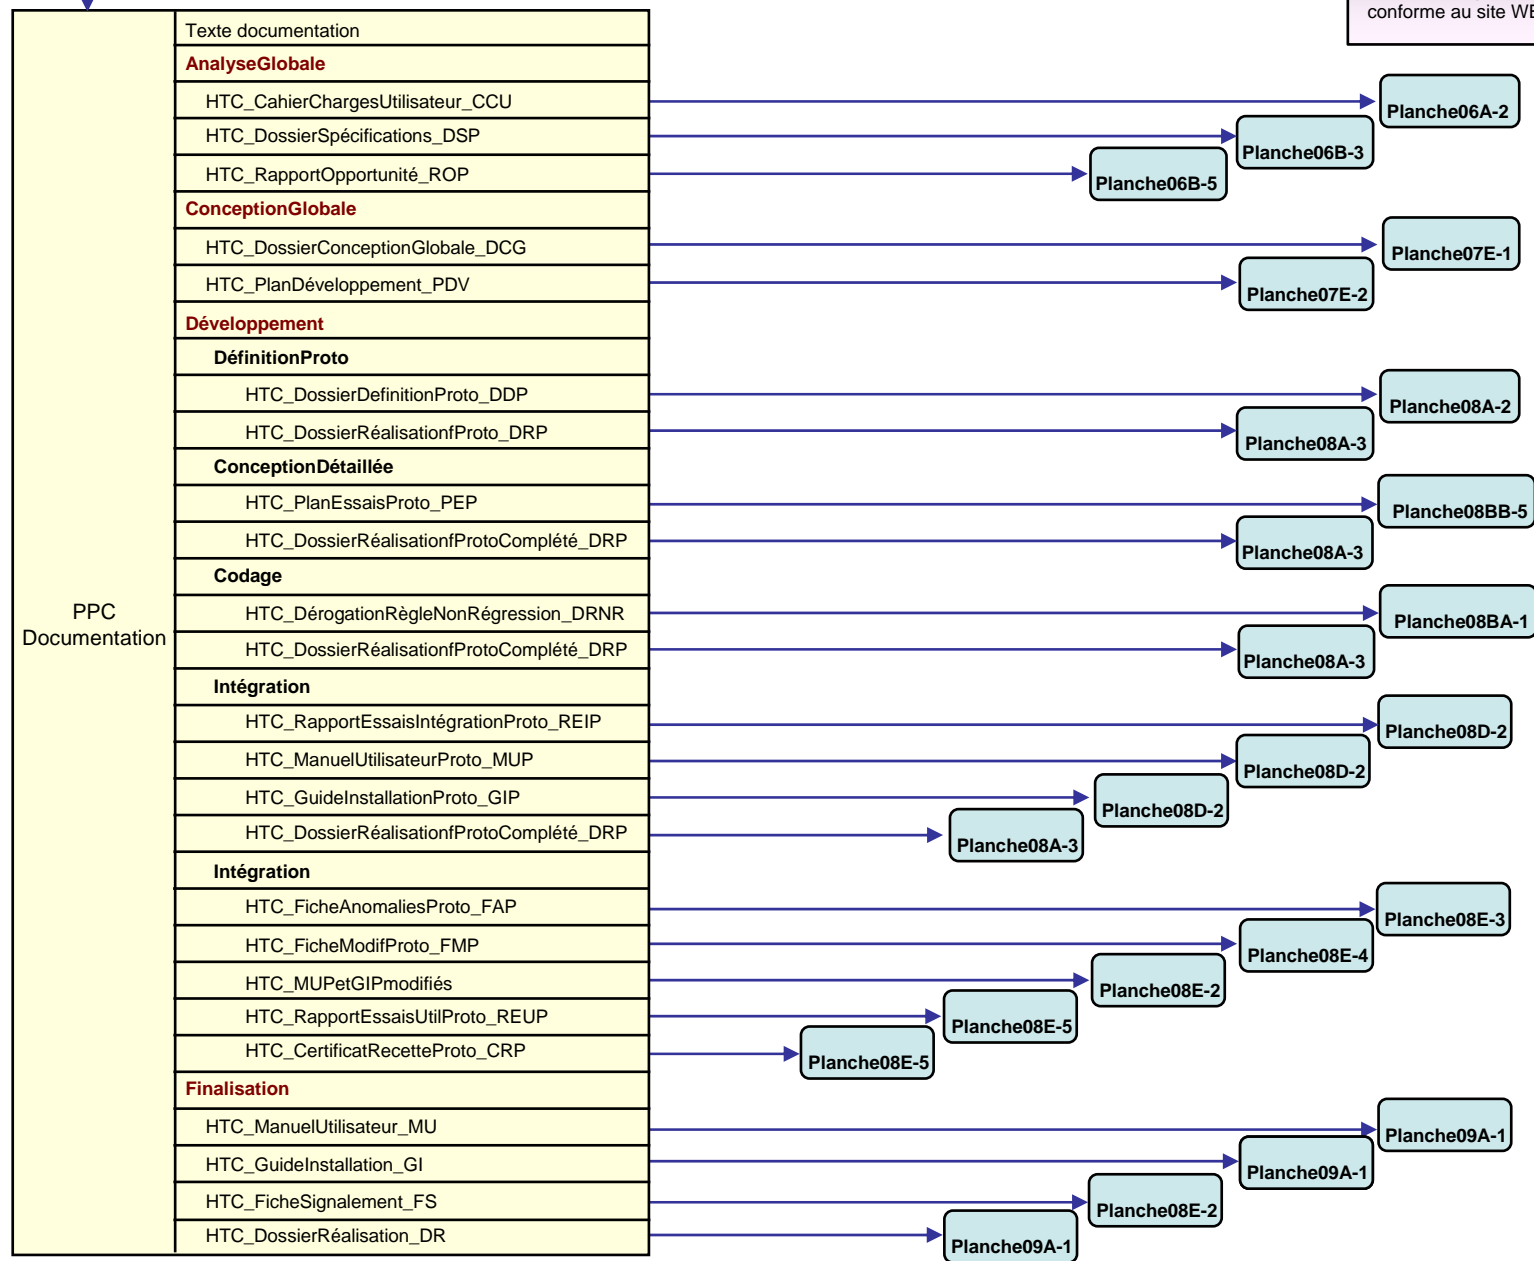 conforme au site WE
Texte documentation
AnalyseGlobale
HTC_CahierChargesUtilisateur_CCU
Planche06A-2
HTC_DossierSpécifications_DSP
Planche06B-3
HTC_RapportOpportunité_ROP
Planche06B-5
ConceptionGlobale
HTC_DossierConceptionGlobale_DCG
Planche07E-1
HTC_PlanDéveloppement_PDV
Planche07E-2
Développement
DéfinitionProto
HTC_DossierDefinitionProto_DDP
Planche08A-2
HTC_DossierRéalisationfProto_DRP
Planche08A-3
ConceptionDétaillée
HTC_PlanEssaisProto_PEP
Planche08BB-5
HTC_DossierRéalisationfProtoComplété_DRP
Planche08A-3
Codage
PPC
Documentation
HTC_DérogationRègleNonRégression_DRNR
Planche08BA-1
HTC_DossierRéalisationfProtoComplété_DRP
Planche08A-3
Intégration
HTC_RapportEssaisIntégrationProto_REIP
Planche08D-2
HTC_ManuelUtilisateurProto_MUP
Planche08D-2
HTC_GuideInstallationProto_GIP
Planche08D-2
HTC_DossierRéalisationfProtoComplété_DRP
Planche08A-3
Intégration
HTC_FicheAnomaliesProto_FAP
Planche08E-3
HTC_FicheModifProto_FMP
Planche08E-4
HTC_MUPetGIPmodifiés
Planche08E-2
HTC_RapportEssaisUtilProto_REUP
Planche08E-5
HTC_CertificatRecetteProto_CRP
Planche08E-5
Finalisation
HTC_ManuelUtilisateur_MU
Planche09A-1
HTC_GuideInstallation_GI
Planche09A-1
HTC_FicheSignalement_FS
Planche08E-2
HTC_DossierRéalisation_DR
Planche09A-1